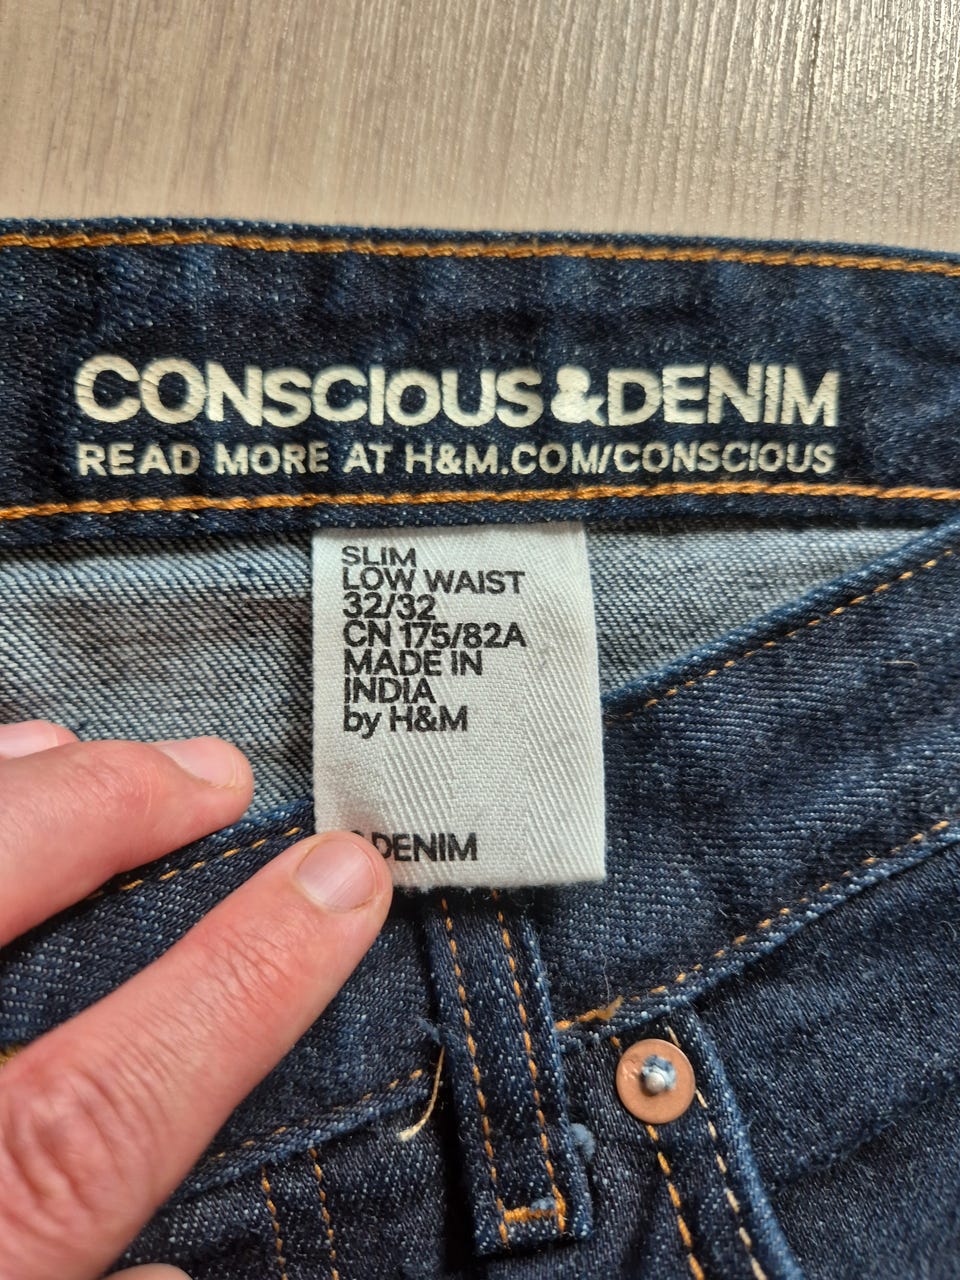 CONSCIOUS&DENIM
READ MORE AT H&M.COM/CONSCIOUS
SLIM
LOW WAIST
32/32
CN 175/82A
MADE IN
INDIA
by H&M
&DENIM